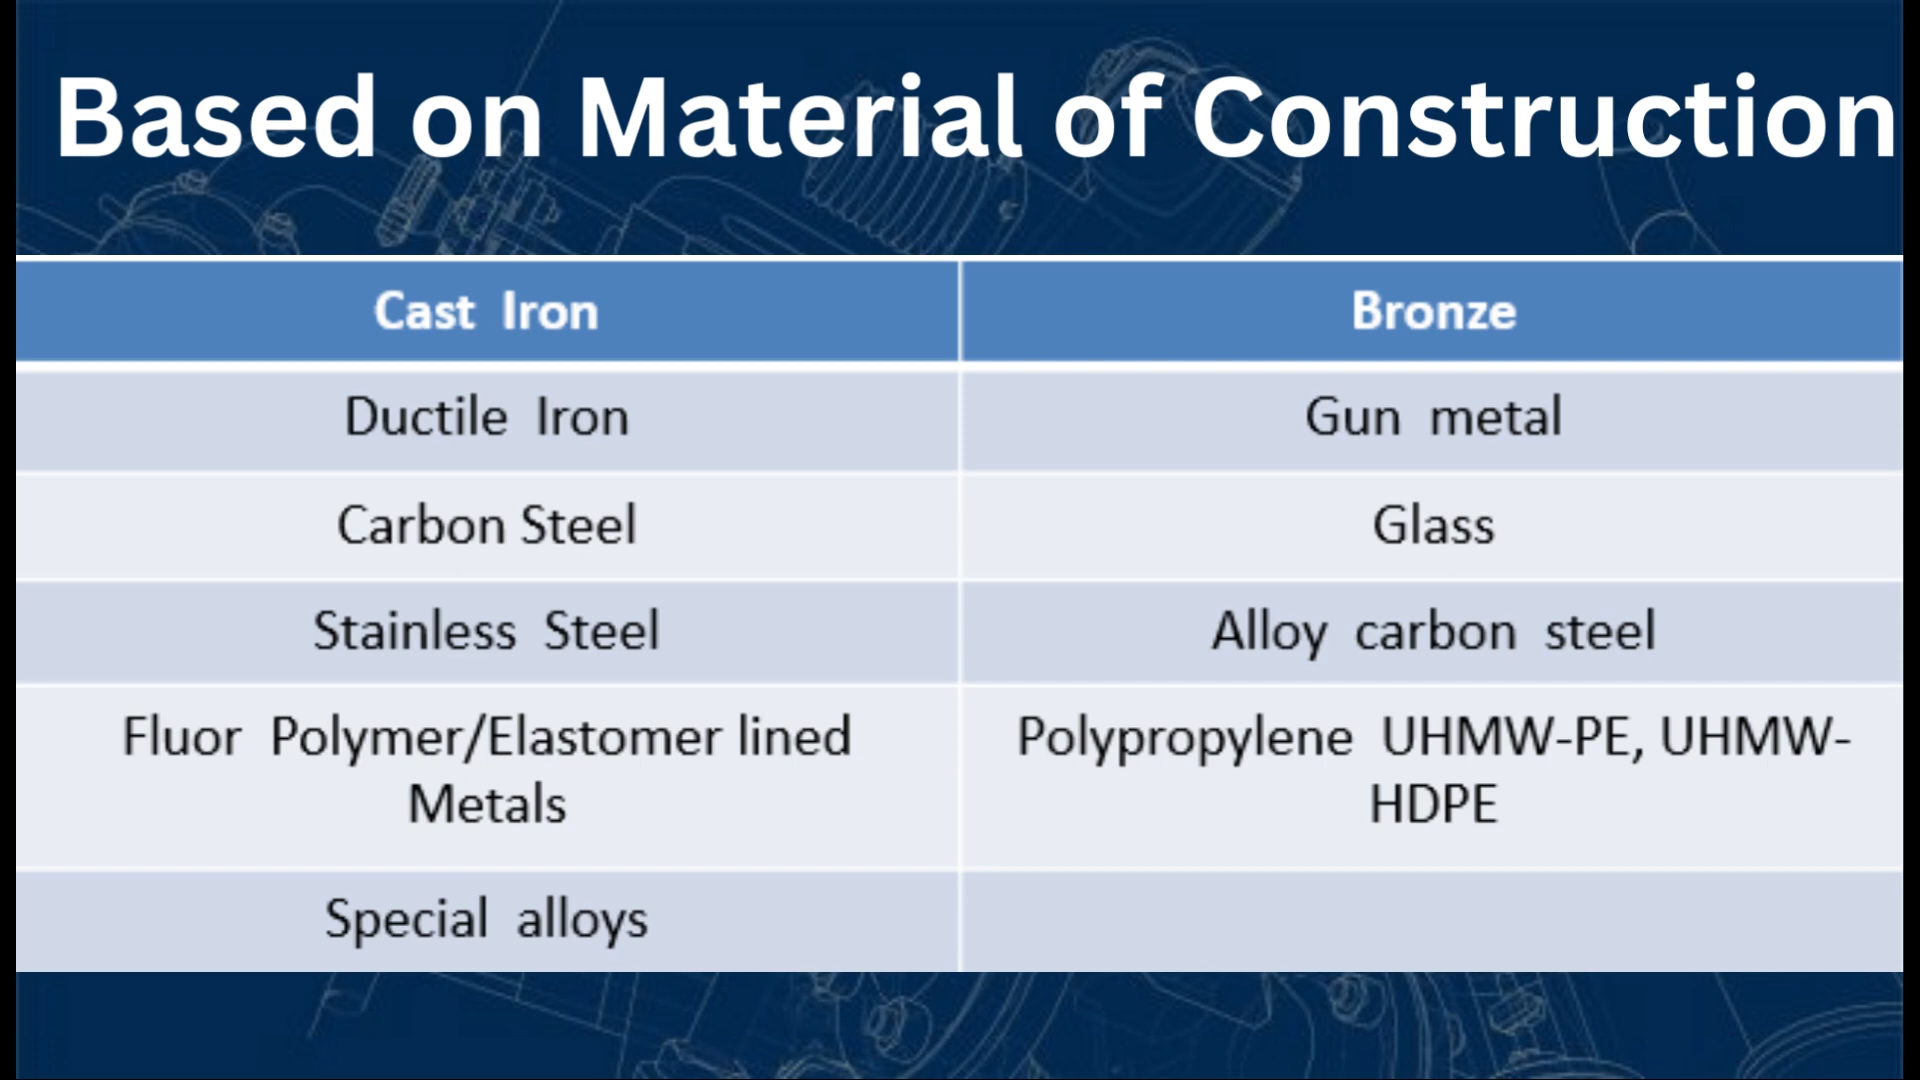 Based on Material of Construction
Cast Iron
Bronze
Ductile Iron
Gun metal
Carbon Steel
Glass
Stainless Steel
Alloy carbon steel
Fluor Polymer/Elastomer lined
Metals
Polypropylene UHMW-PE, UHMW-
HDPE
Special alloys